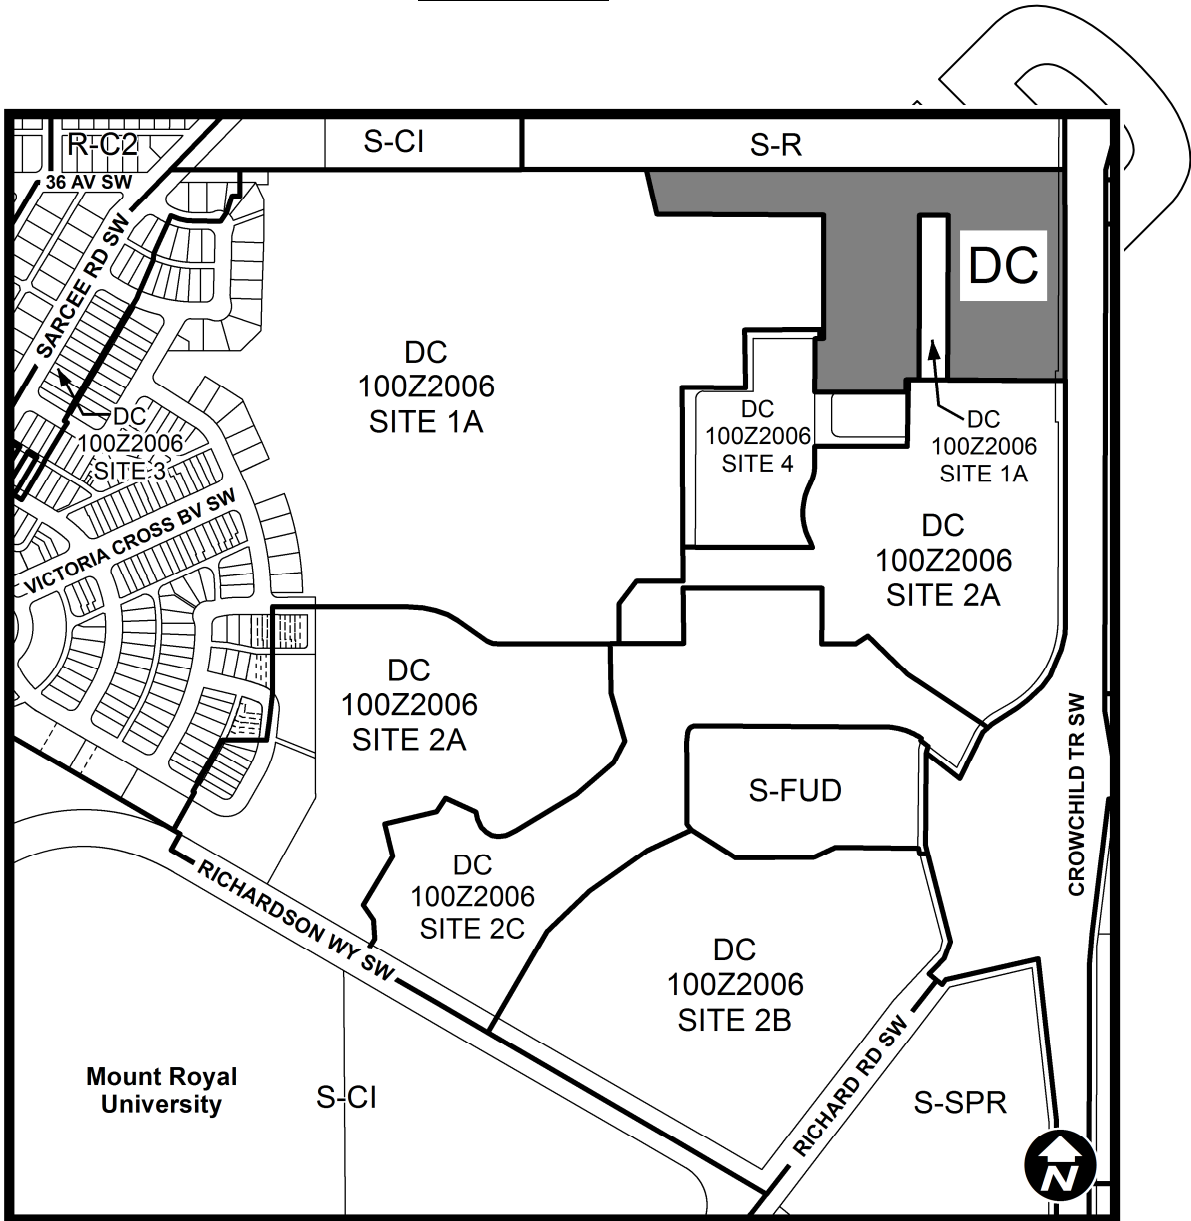 R-C2
S-CI
S-R
36 AV SW
SARCEE RD SW
DC
DC
100Z2006
SITE 1A
DC
100Z2006
SITE 3
DC
100Z2006
SITE 4
DC
100Z2006
SITE 1A
VICTORIA CROSS BV SW
DC
100Z2006
SITE 2A
DC
100Z2006
SITE 2A
S-FUD
CROWCHILD TR SW
DC
100Z2006
SITE 2C
RICHARDSON WY SW
DC
100Z2006
SITE 2B
RICHARD RD SW
Mount Royal
University
S-CI
S-SPR
N